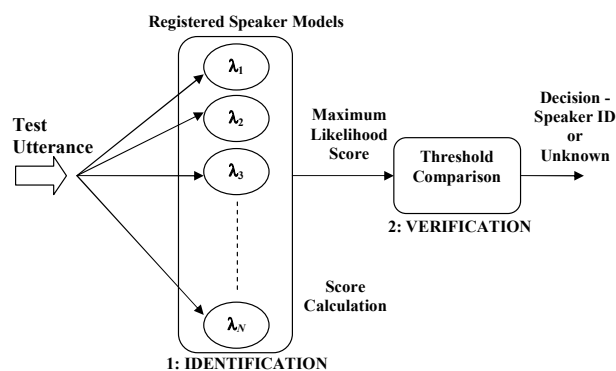 Registered Speaker Models
λ1
λ2
λ3
λN
1: IDENTIFICATION
Test
Utterance
Maximum
Likelihood
Score
Score
Calculation
Threshold
Comparison
2: VERIFICATION
Decision -
Speaker ID
or
Unknown